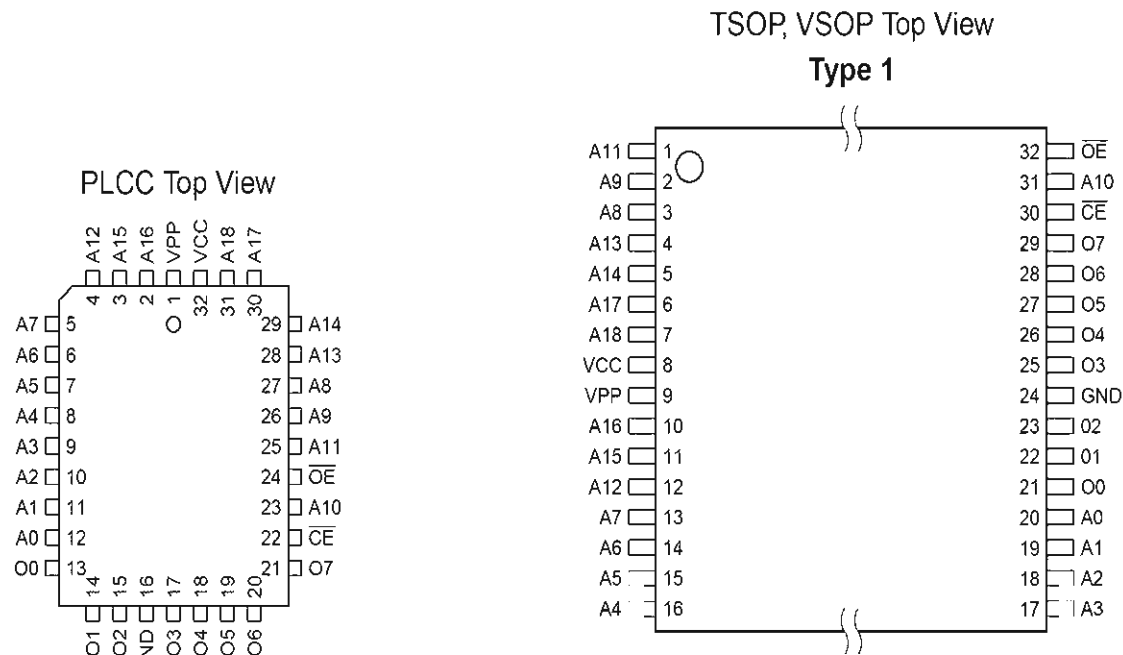 PLCC Top View
A12 A15 A16 VPP VCC A18 A17
4 3 2 1 32 31 30
A7 5 29 A14
A6 6 28 A13
A5 7 27 A8
A4 8 26 A9
A3 9 25 A11
A2 10 24 OE
A1 11 23 A10
A0 12 22 CE
O0 13 21 O7
14 15 16 17 18 19 20
O1 O2 ND O3 O4 O5 O6
TSOP, VSOP Top View
Type 1
A11 1 32 OE
A9 2 31 A10
A8 3 30 CE
A13 4 29 O7
A14 5 28 O6
A17 6 27 O5
A18 7 26 O4
VCC 8 25 O3
VPP 9 24 GND
A16 10 23 02
A15 11 22 01
A12 12 21 O0
A7 13 20 A0
A6 14 19 A1
A5 15 18 A2
A4 16 17 A3